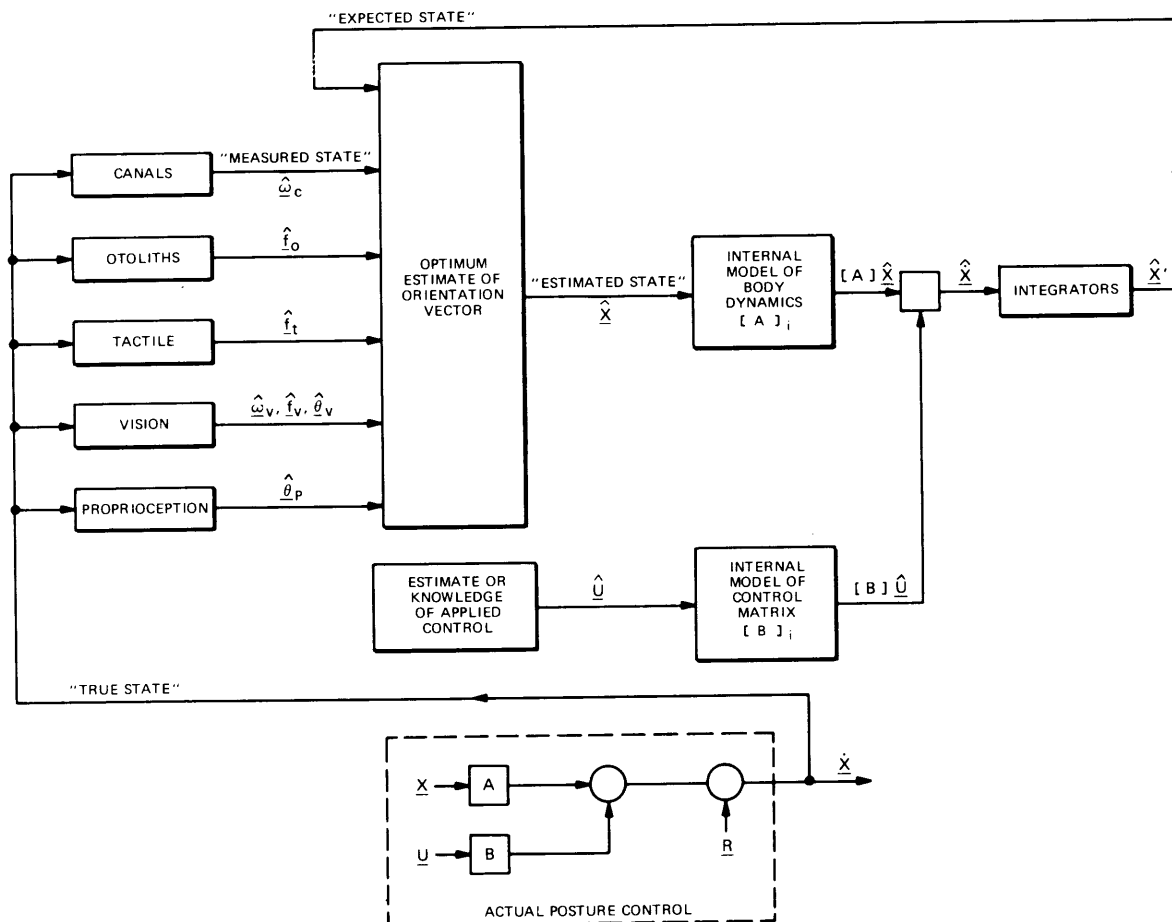 "EXPECTED STATE"
CANALS
"MEASURED STATE"
ω̂c
OTOLITHS
f̂o
TACTILE
f̂t
VISION
ω̂v, f̂v, θ̂v
PROPRIOCEPTION
θ̂P
OPTIMUM
ESTIMATE OF
ORIENTATION
VECTOR
"ESTIMATED STATE"
X̂
INTERNAL
MODEL OF
BODY
DYNAMICS
[ A ] i
[A] X̂
X̂̇
INTEGRATORS
X̂'
ESTIMATE OR
KNOWLEDGE
OF APPLIED
CONTROL
Û
INTERNAL
MODEL OF
CONTROL
MATRIX
[ B ] i
[B] Û
"TRUE STATE"
X
A
U
B
R
Ẋ
ACTUAL POSTURE CONTROL